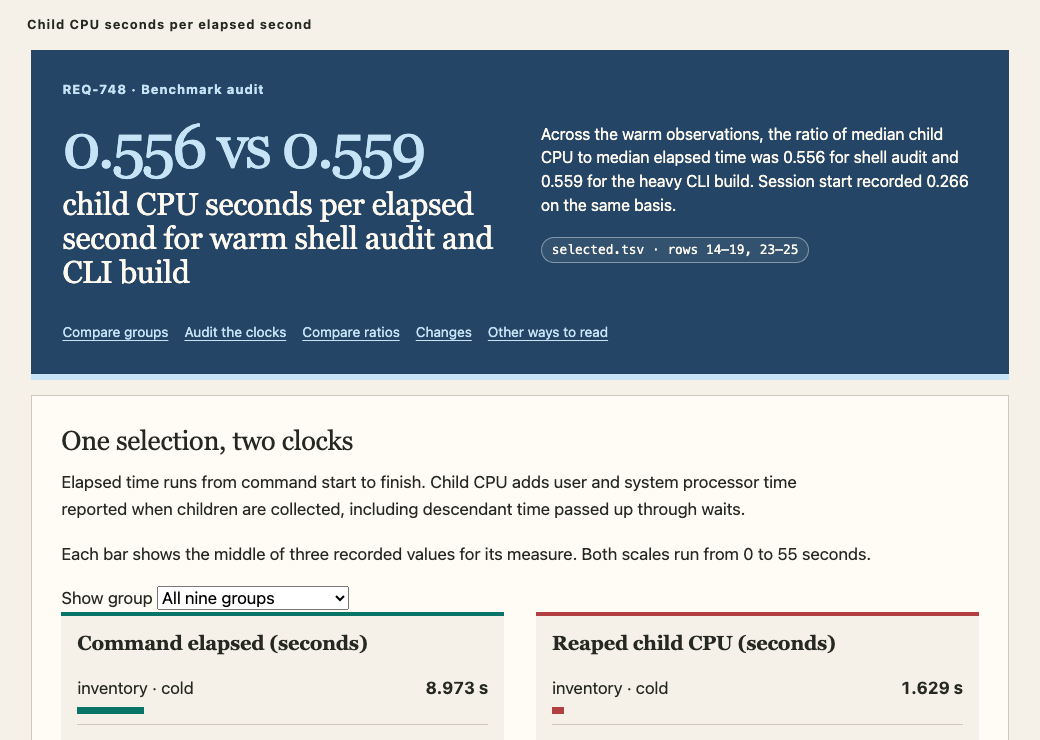 Child CPU seconds per elapsed second
REQ-748 · Benchmark audit
0.556 vs 0.559
child CPU seconds per elapsed
second for warm shell audit and
CLI build
Across the warm observations, the ratio of median child
CPU to median elapsed time was 0.556 for shell audit and
0.559 for the heavy CLI build. Session start recorded 0.266
on the same basis.
selected.tsv · rows 14–19, 23–25
Compare groups Audit the clocks Compare ratios Changes Other ways to read
One selection, two clocks
Elapsed time runs from command start to finish. Child CPU adds user and system processor time
reported when children are collected, including descendant time passed up through waits.
Each bar shows the middle of three recorded values for its measure. Both scales run from 0 to 55 seconds.
Show group All nine groups
Command elapsed (seconds)
inventory · cold 8.973 s
Reaped child CPU (seconds)
inventory · cold 1.629 s